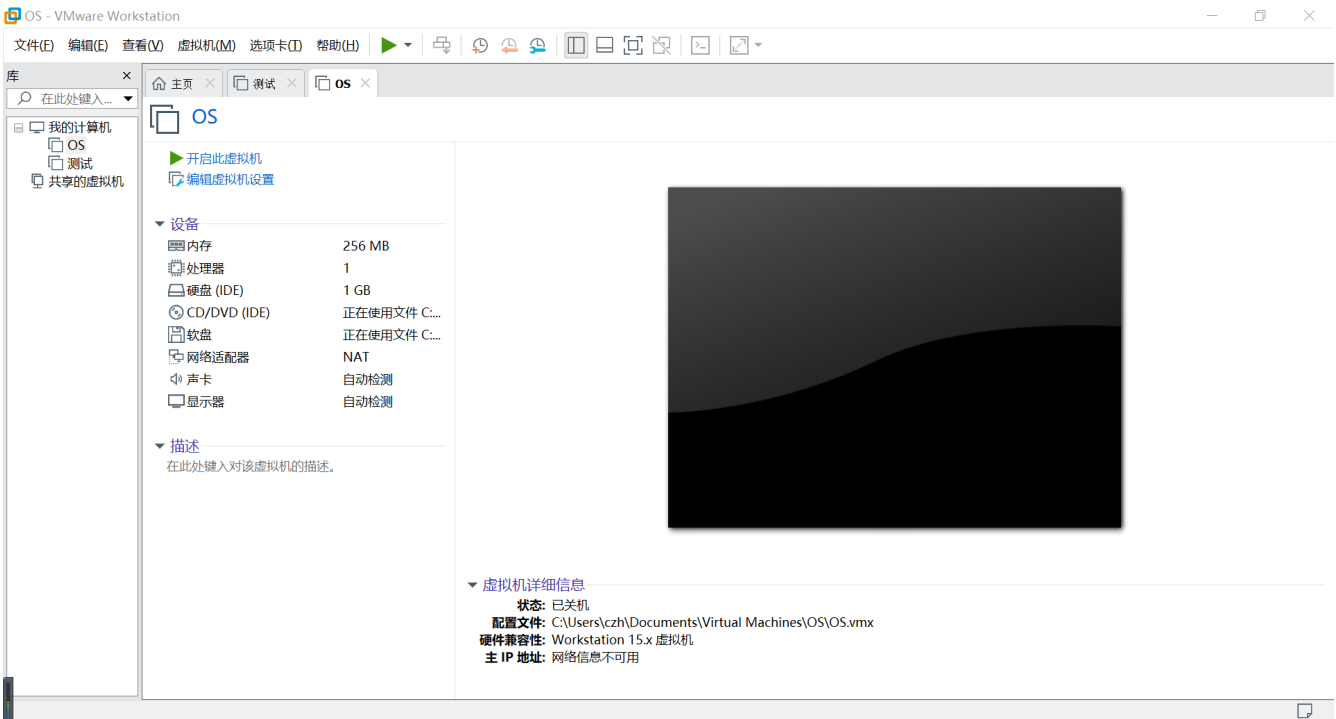 OS - VMware Workstation
文件(F) 编辑(E) 查看(V) 虚拟机(M) 选项卡(T) 帮助(H)
库
在此处键入...
我的计算机
OS
测试
共享的虚拟机
主页
测试
OS
OS
开启此虚拟机
编辑虚拟机设置
设备
内存 256 MB
处理器 1
硬盘 (IDE) 1 GB
CD/DVD (IDE) 正在使用文件 C:...
软盘 正在使用文件 C:...
网络适配器 NAT
声卡 自动检测
显示器 自动检测
描述
在此处键入对该虚拟机的描述。
虚拟机详细信息
状态: 已关机
配置文件: C:\Users\czh\Documents\Virtual Machines\OS\OS.vmx
硬件兼容性: Workstation 15.x 虚拟机
主 IP 地址: 网络信息不可用